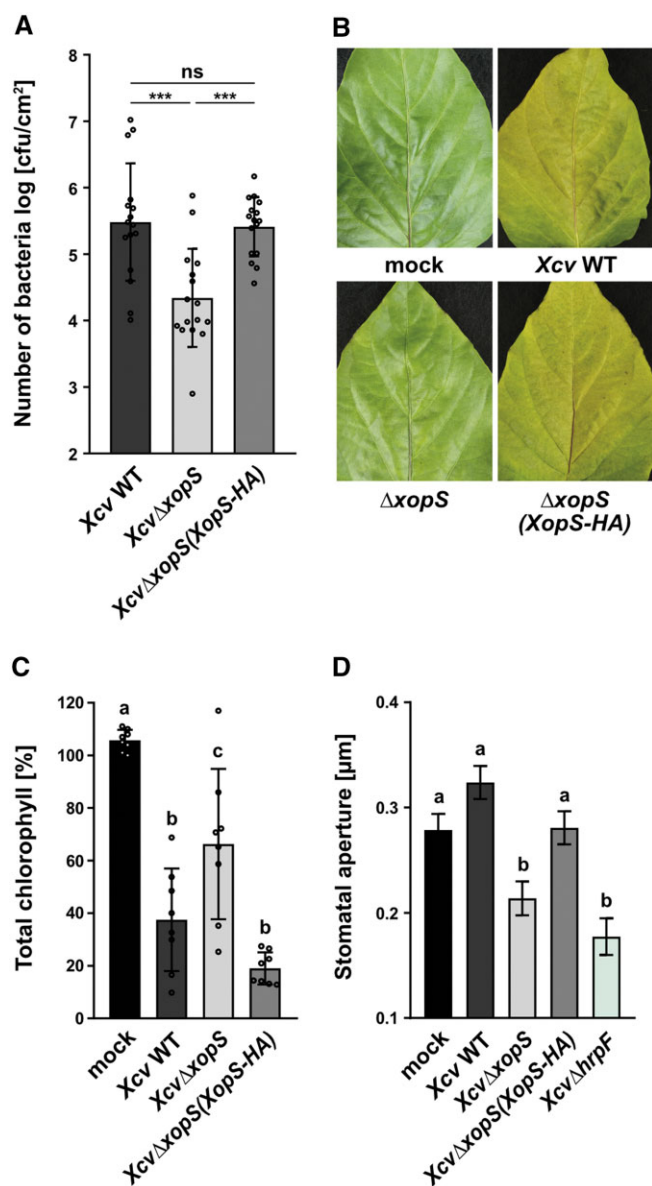 A
ns
***
***
Number of bacteria log [cfu/cm²]
7
6
5
4
3
2
Xcv WT
XcvΔxopS
XcvΔxopS(XopS-HA)
B
mock
Xcv WT
ΔxopS
ΔxopS
(XopS-HA)
C
Total chlorophyll [%]
120
100
80
60
40
20
0
a
b
c
b
mock
Xcv WT
XcvΔxopS
XcvΔxopS(XopS-HA)
D
Stomatal aperture [µm]
0.4
0.3
0.2
0.1
a
a
b
a
b
mock
Xcv WT
XcvΔxopS
XcvΔxopS(XopS-HA)
XcvΔhrpF